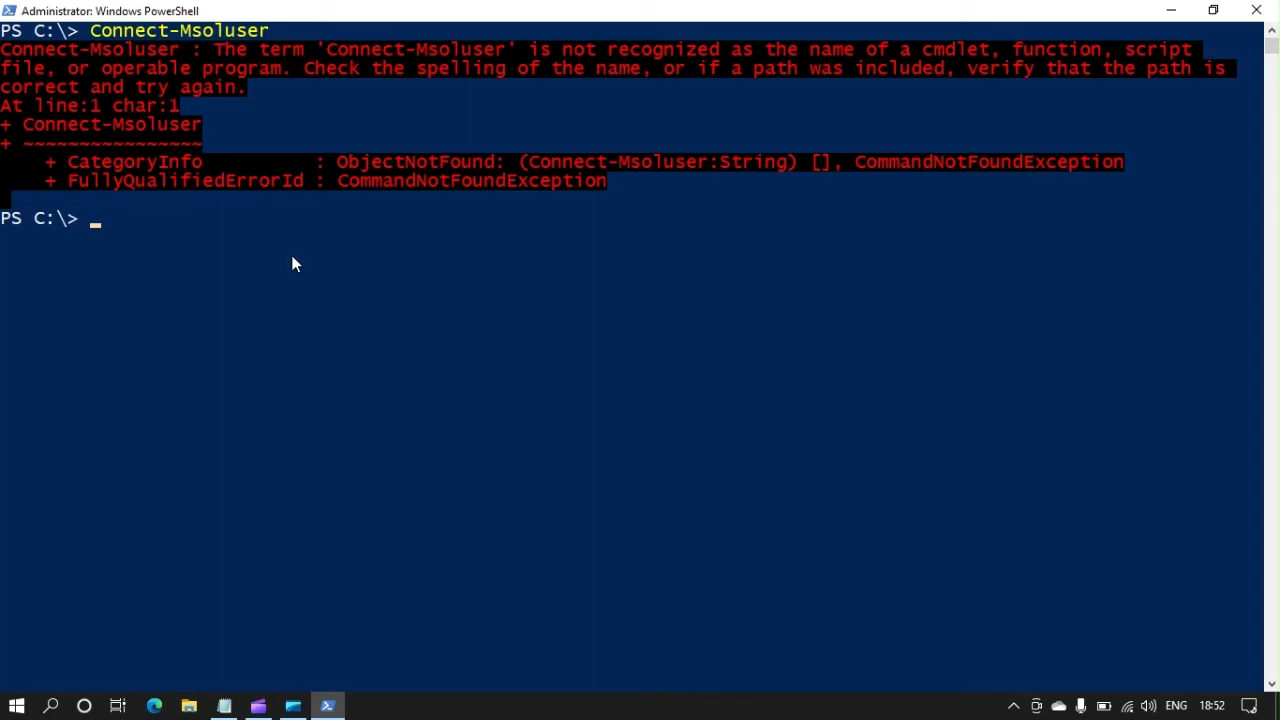 Administrator: Windows PowerShell
PS C:\> Connect-Msoluser
Connect-Msoluser : The term 'Connect-Msoluser' is not recognized as the name of a cmdlet, function, script
file, or operable program. Check the spelling of the name, or if a path was included, verify that the path is
correct and try again.
At line:1 char:1
+ Connect-Msoluser
+ ~~~~~~~~~~~~~~~~
    + CategoryInfo          : ObjectNotFound: (Connect-Msoluser:String) [], CommandNotFoundException
    + FullyQualifiedErrorId : CommandNotFoundException
PS C:\> _
ENG 18:52